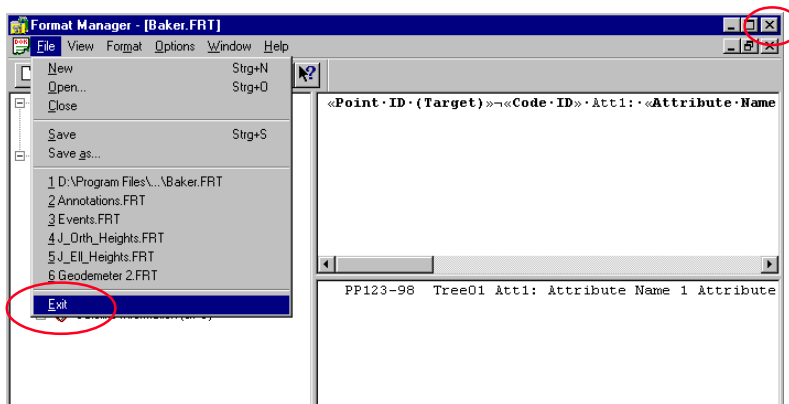 Format Manager - [Baker.FRT]
File View Format Options Window Help
New Strg+N
Open... Strg+O
Close
Save Strg+S
Save as...
1 D:\Program Files\...\Baker.FRT
2 Annotations.FRT
3 Events.FRT
4 J_Orth_Heights.FRT
5 J_Ell_Heights.FRT
6 Geodemeter 2.FRT
Exit
«Point·ID·(Target)»¬«Code·ID»·Att1:·«Attribute·Name
PP123-98 Tree01 Att1: Attribute Name 1 Attribute